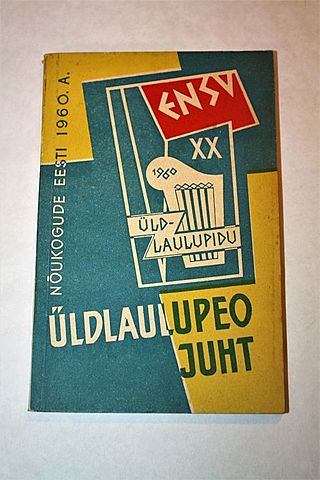 NÕUKOGUDE EESTI 1960. A.
ENSV
XX
1960
ÜLD-
LAULUPIDU
ÜLDLAULUPEO
JUHT